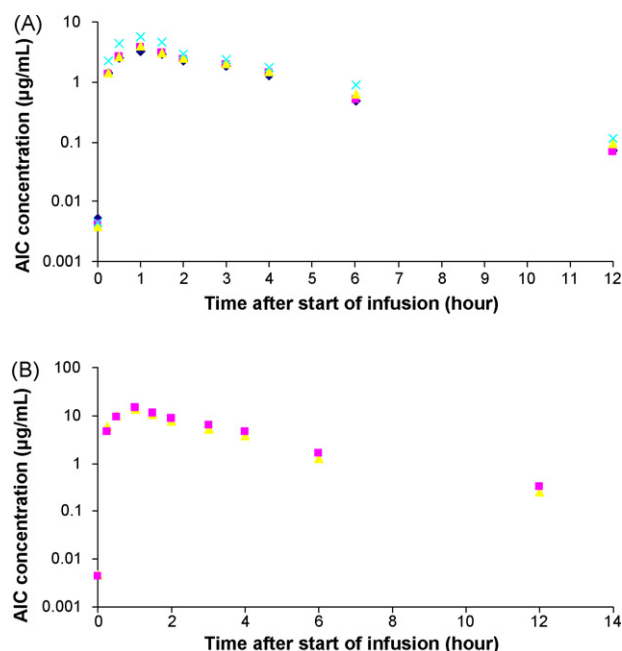 (A)
10
1
0.1
0.01
0.001
AIC concentration (µg/mL)
0 1 2 3 4 5 6 7 8 9 10 11 12
Time after start of infusion (hour)
(B)
100
10
1
0.1
0.01
0.001
AIC concentration (µg/mL)
0 2 4 6 8 10 12 14
Time after start of infusion (hour)